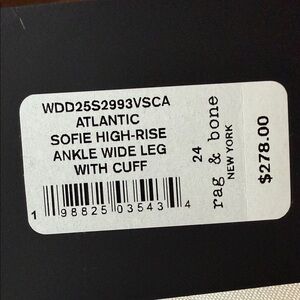 WDD25S2993VSCA
ATLANTIC
SOFIE HIGH-RISE
ANKLE WIDE LEG
WITH CUFF
1 98825 03543 4
24
rag & bone
NEW YORK
$278.00